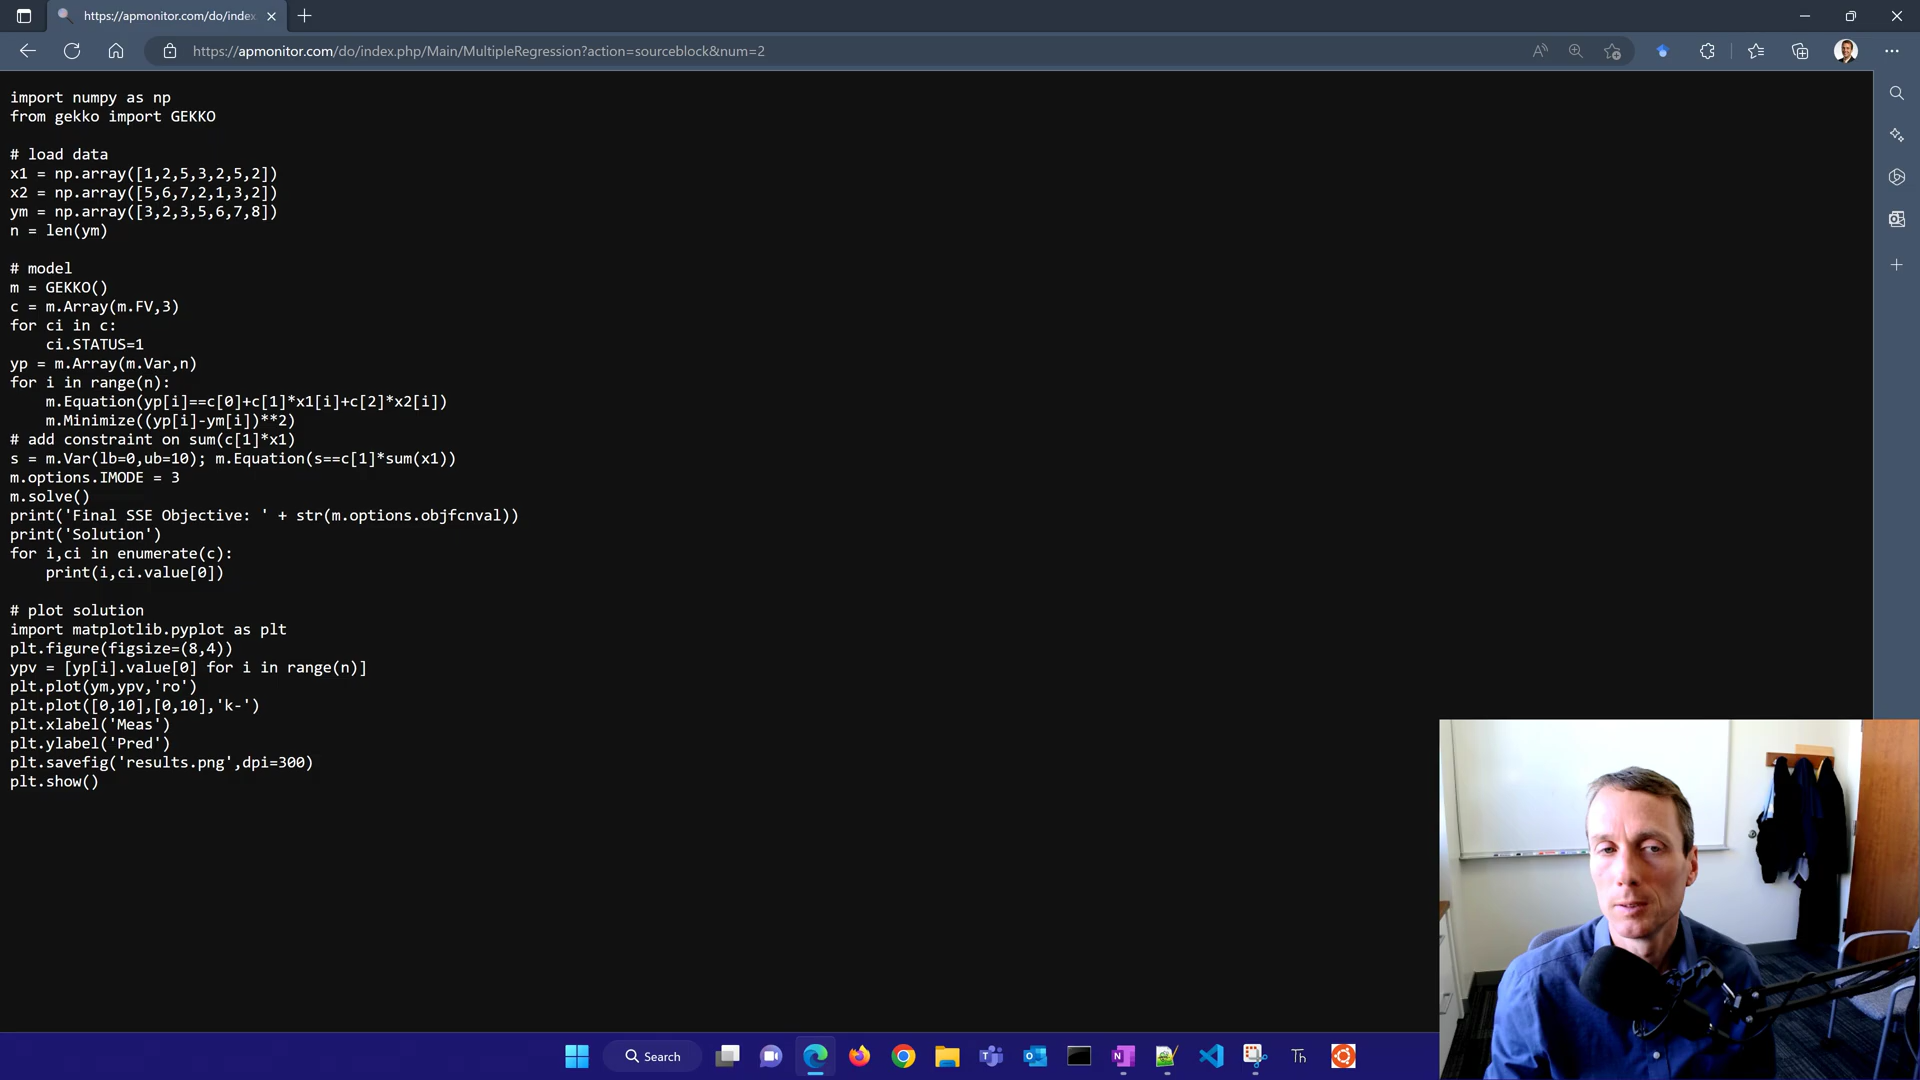 https://apmonitor.com/do/index
https://apmonitor.com/do/index.php/Main/MultipleRegression?action=sourceblock&num=2
import numpy as np
from gekko import GEKKO
# load data
x1 = np.array([1,2,5,3,2,5,2])
x2 = np.array([5,6,7,2,1,3,2])
ym = np.array([3,2,3,5,6,7,8])
n = len(ym)
# model
m = GEKKO()
c = m.Array(m.FV,3)
for ci in c:
    ci.STATUS=1
yp = m.Array(m.Var,n)
for i in range(n):
    m.Equation(yp[i]==c[0]+c[1]*x1[i]+c[2]*x2[i])
    m.Minimize((yp[i]-ym[i])**2)
# add constraint on sum(c[1]*x1)
s = m.Var(lb=0,ub=10); m.Equation(s==c[1]*sum(x1))
m.options.IMODE = 3
m.solve()
print('Final SSE Objective: ' + str(m.options.objfcnval))
print('Solution')
for i,ci in enumerate(c):
    print(i,ci.value[0])
# plot solution
import matplotlib.pyplot as plt
plt.figure(figsize=(8,4))
ypv = [yp[i].value[0] for i in range(n)]
plt.plot(ym,ypv,'ro')
plt.plot([0,10],[0,10],'k-')
plt.xlabel('Meas')
plt.ylabel('Pred')
plt.savefig('results.png',dpi=300)
plt.show()
Search
Th